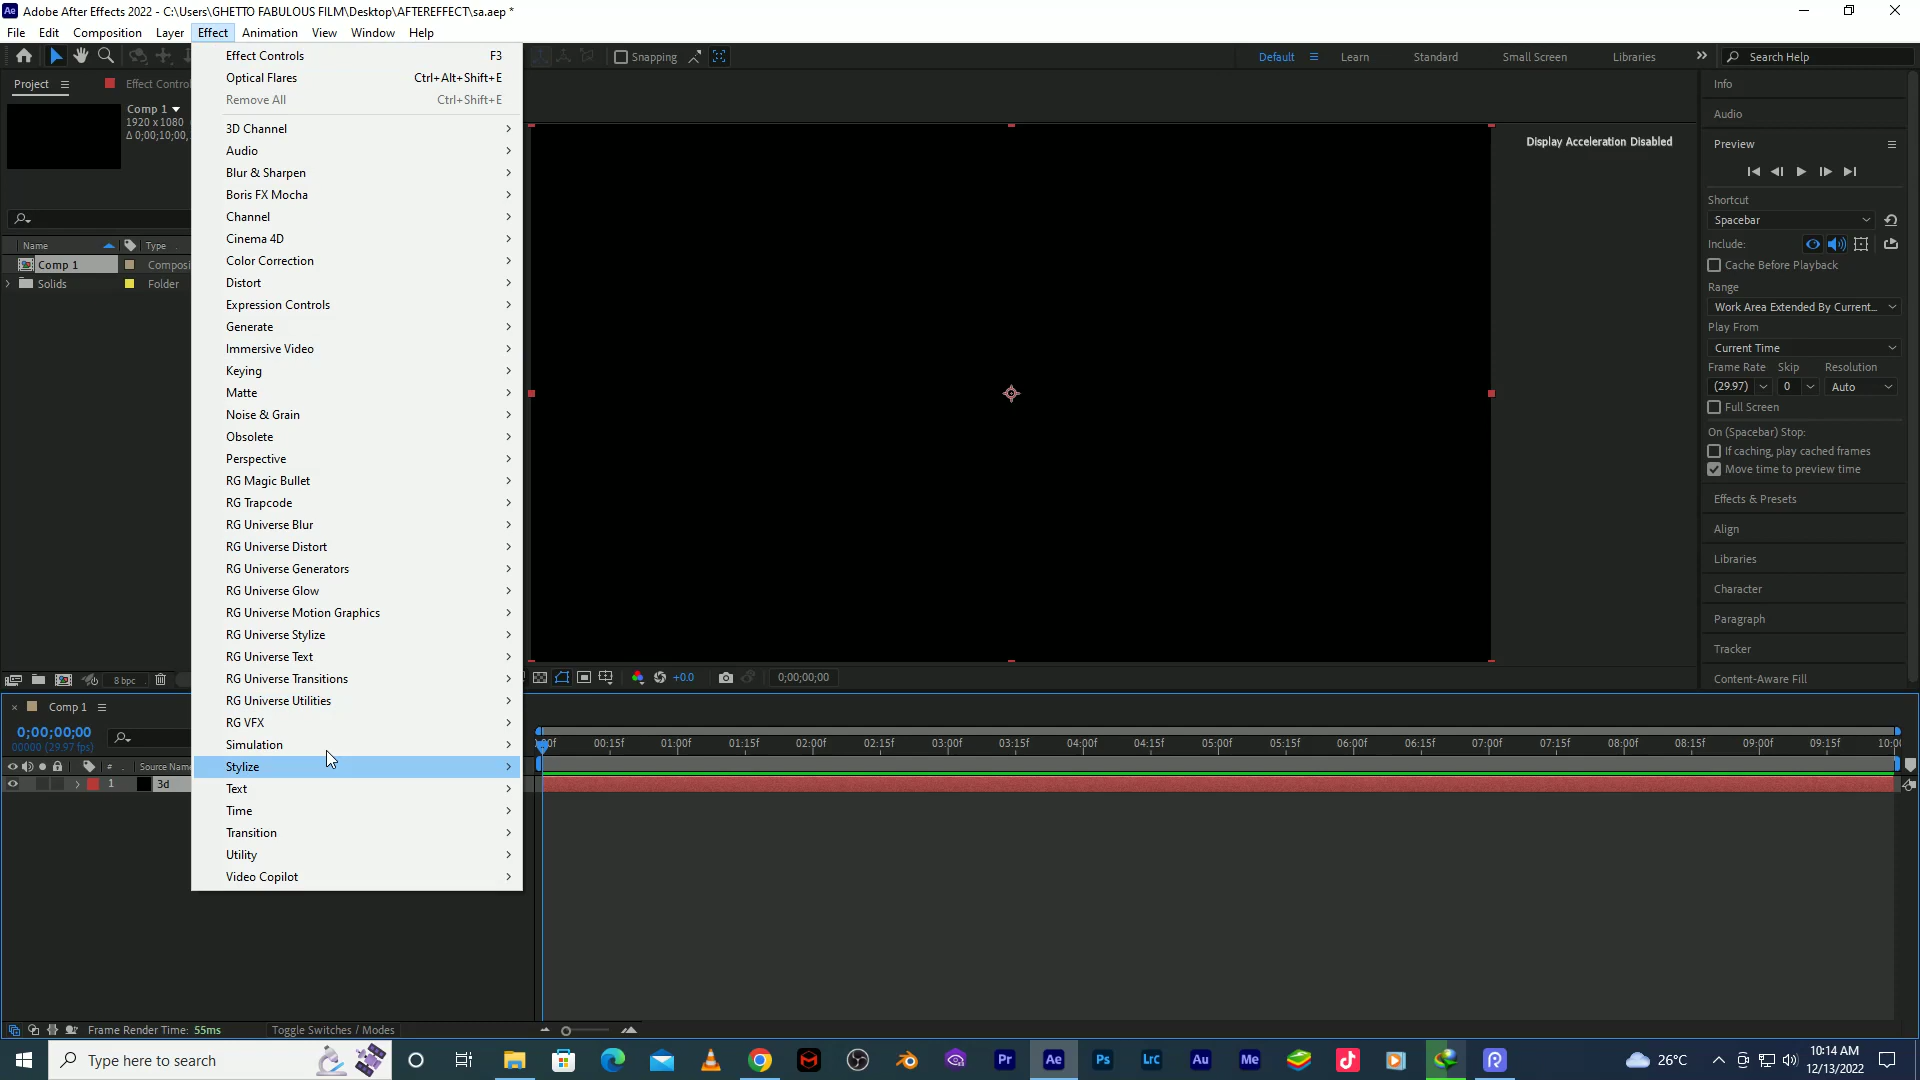 Adobe After Effects 2022 - C:\Users\GHETTO FABULOUS FILM\Desktop\AFTEREFFECT\sa.aep *
File Edit Composition Layer Effect Animation View Window Help
Snapping
Default Learn Standard Small Screen Libraries Search Help
Project Effect Control
Comp 1
1920 x 1080
Δ 0;00;10;00,
Name Type
Comp 1 Composi
Solids Folder
8 bpc
Effect Controls F3
Optical Flares Ctrl+Alt+Shift+E
Remove All Ctrl+Shift+E
3D Channel
Audio
Blur & Sharpen
Boris FX Mocha
Channel
Cinema 4D
Color Correction
Distort
Expression Controls
Generate
Immersive Video
Keying
Matte
Noise & Grain
Obsolete
Perspective
RG Magic Bullet
RG Trapcode
RG Universe Blur
RG Universe Distort
RG Universe Generators
RG Universe Glow
RG Universe Motion Graphics
RG Universe Stylize
RG Universe Text
RG Universe Transitions
RG Universe Utilities
RG VFX
Simulation
Stylize
Text
Time
Transition
Utility
Video Copilot
Display Acceleration Disabled
+0.0 0;00;00;00
Info
Audio
Preview
Shortcut
Spacebar
Include:
Cache Before Playback
Range
Work Area Extended By Current...
Play From
Current Time
Frame Rate Skip Resolution
(29.97) 0 Auto
Full Screen
On (Spacebar) Stop:
If caching, play cached frames
Move time to preview time
Effects & Presets
Align
Libraries
Character
Paragraph
Tracker
Content-Aware Fill
Comp 1
0;00;00;00
00000 (29.97 fps)
# Source Name
1 3d
00:15f 01:00f 01:15f 02:00f 02:15f 03:00f 03:15f 04:00f 04:15f 05:00f 05:15f 06:00f 06:15f 07:00f 07:15f 08:00f 08:15f 09:00f 09:15f 10:00
Frame Render Time: 55ms Toggle Switches / Modes
Type here to search
Pr Ae Ps Lrc Au Me
26°C
10:14 AM
12/13/2022